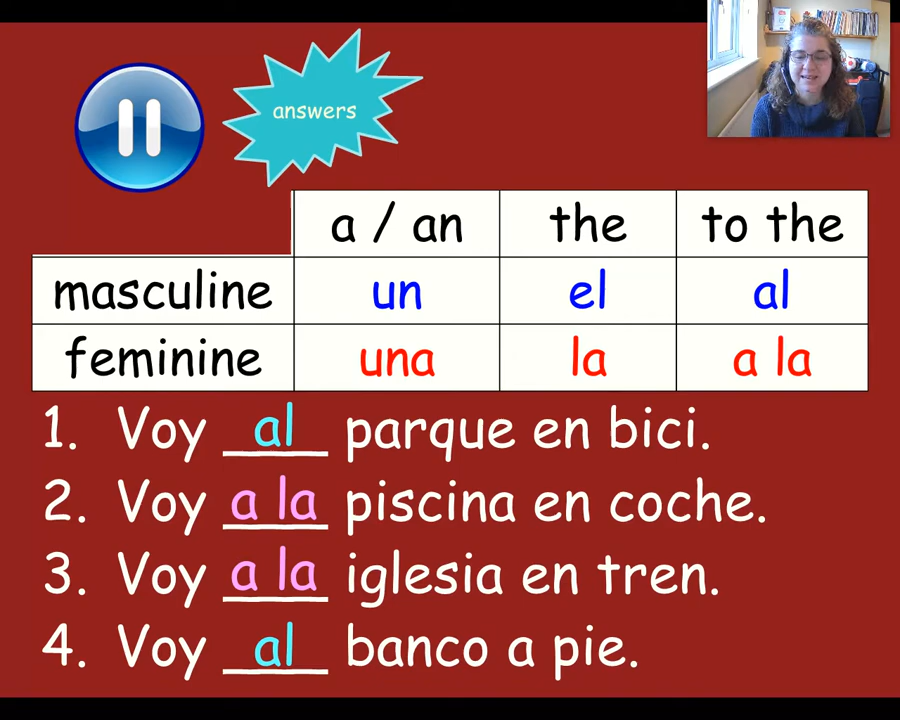 answers
a / an the to the
masculine un el al
feminine una la a la
1. Voy al parque en bici.
2. Voy a la piscina en coche.
3. Voy a la iglesia en tren.
4. Voy al banco a pie.